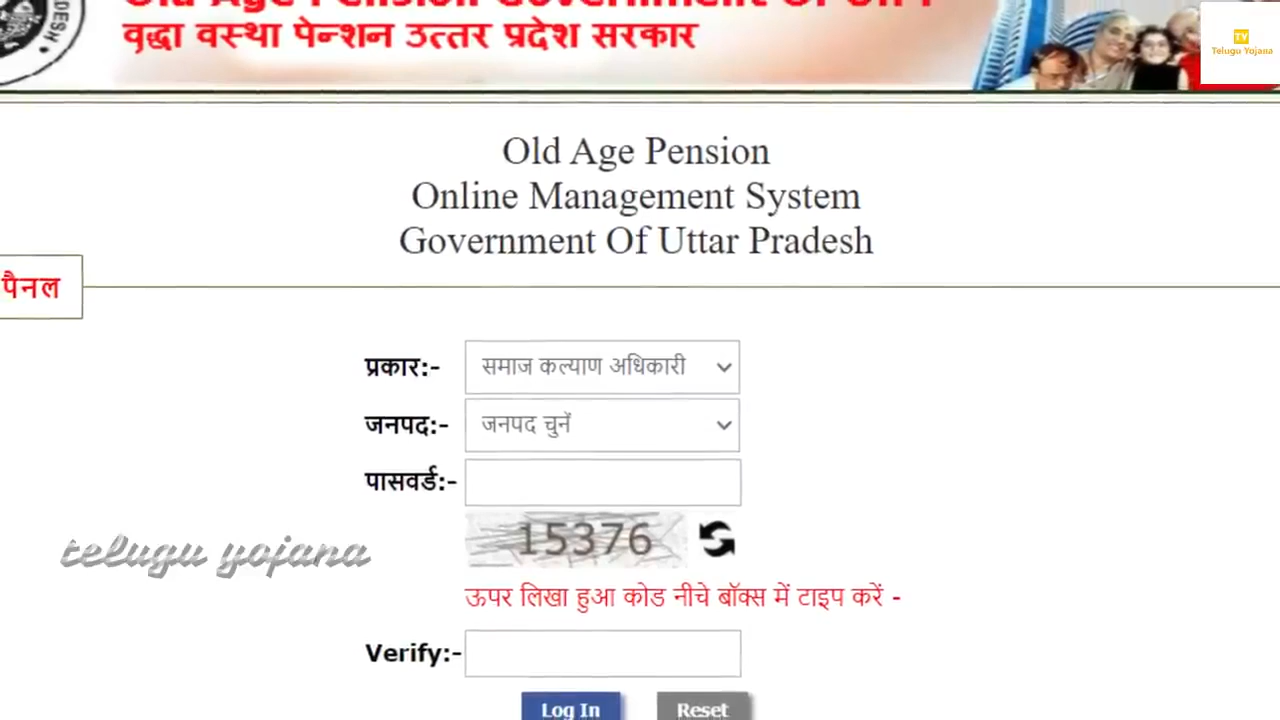 वृद्धा वस्था पेन्शन उत्तर प्रदेश सरकार
TV
Telugu Yojana
Old Age Pension
Online Management System
Government Of Uttar Pradesh
पैनल
प्रकार:- समाज कल्याण अधिकारी
जनपद:- जनपद चुनें
पासवर्ड:-
15376
telugu yojana
ऊपर लिखा हुआ कोड नीचे बॉक्स में टाइप करें -
Verify:-
Log In Reset